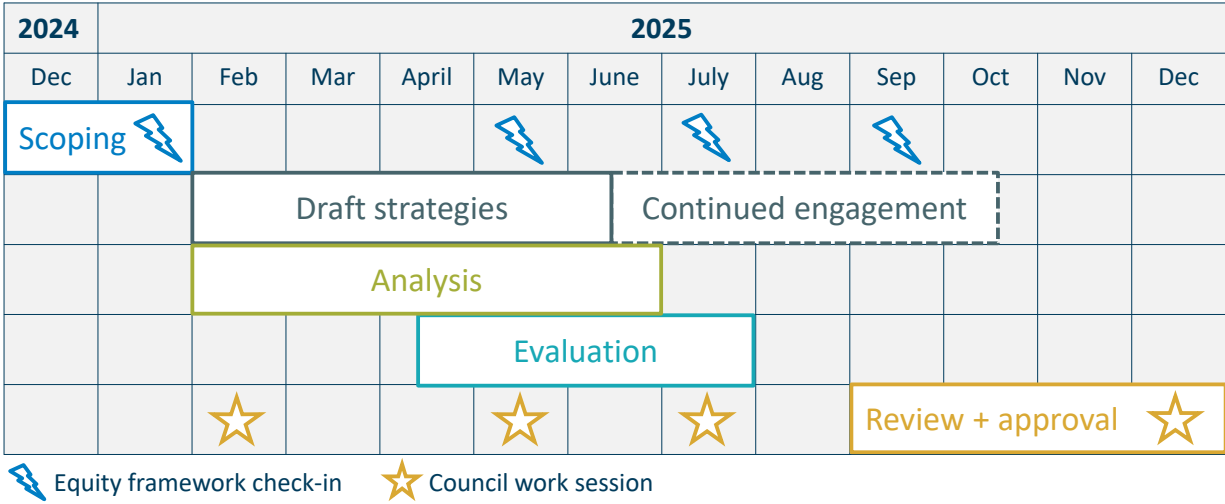 2024 2025
Dec Jan Feb Mar April May June July Aug Sep Oct Nov Dec
Scoping
Draft strategies Continued engagement
Analysis
Evaluation
Review + approval
Equity framework check-in Council work session